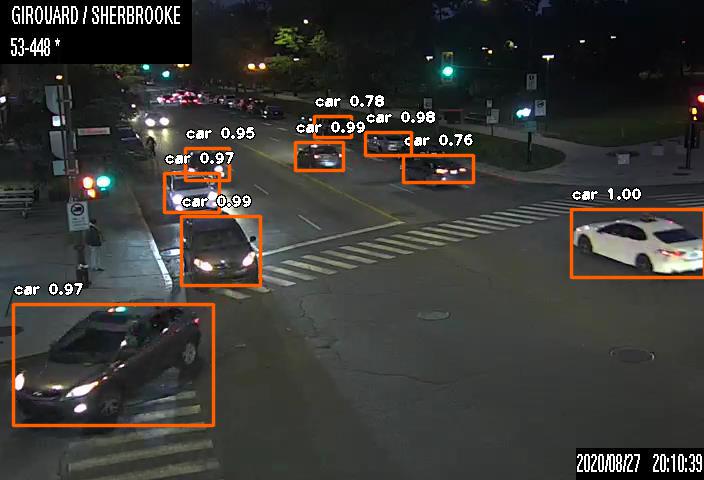 GIROUARD / SHERBROOKE
53-448 *
car 0.78
car 0.99
car 0.98
car 0.76
car 0.95
car 0.97
car 0.99
car 1.00
car 0.97
2020/08/27 20:10:39